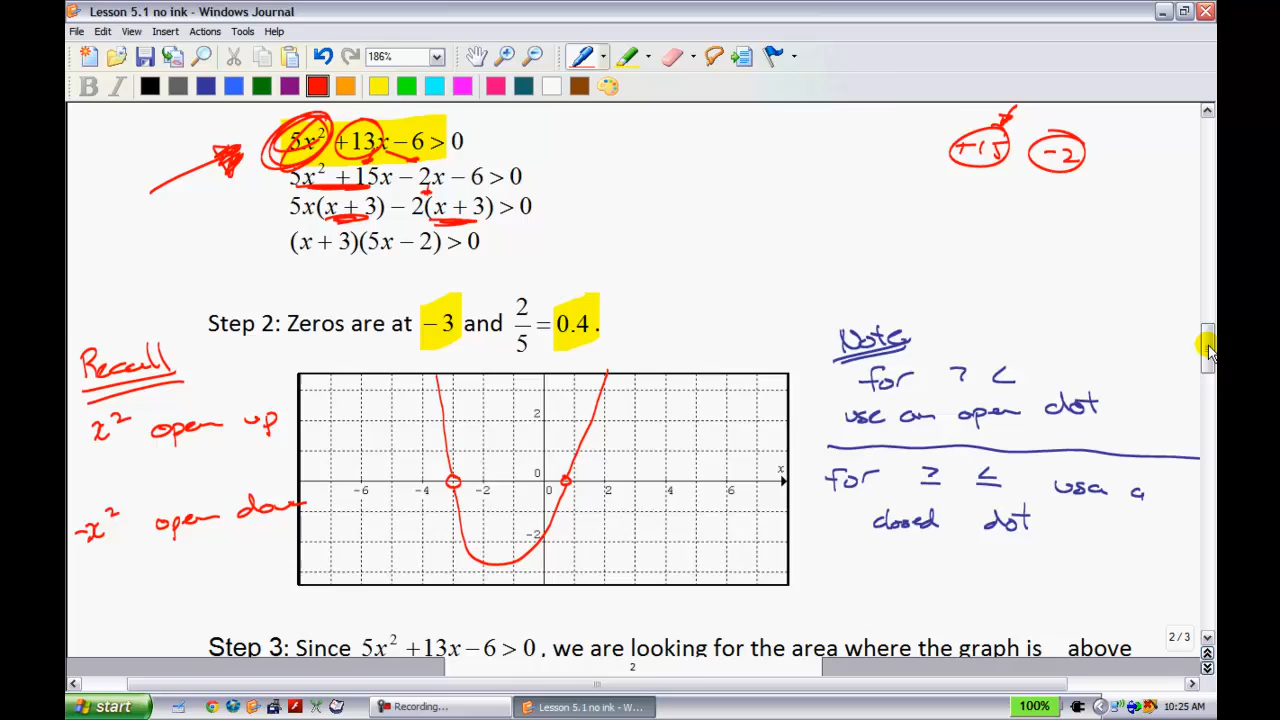 Lesson 5.1 no ink - Windows Journal
File Edit View Insert Actions Tools Help
186%
B I
5x² + 13x − 6 > 0
+15 -2
5x² + 15x − 2x − 6 > 0
5x(x + 3) − 2(x + 3) > 0
(x + 3)(5x − 2) > 0
Step 2: Zeros are at −3 and 2/5 = 0.4.
Recall
x² open up
-x² open down
Note
for > <
use an open dot
for ≥ ≤ use a
closed dot
2
0 x
-6 -4 -2 0 2 4 6
-2
Step 3: Since 5x² + 13x − 6 > 0, we are looking for the area where the graph is above
2/3
2
start Recording... Lesson 5.1 no ink - W... 100% 10:25 AM